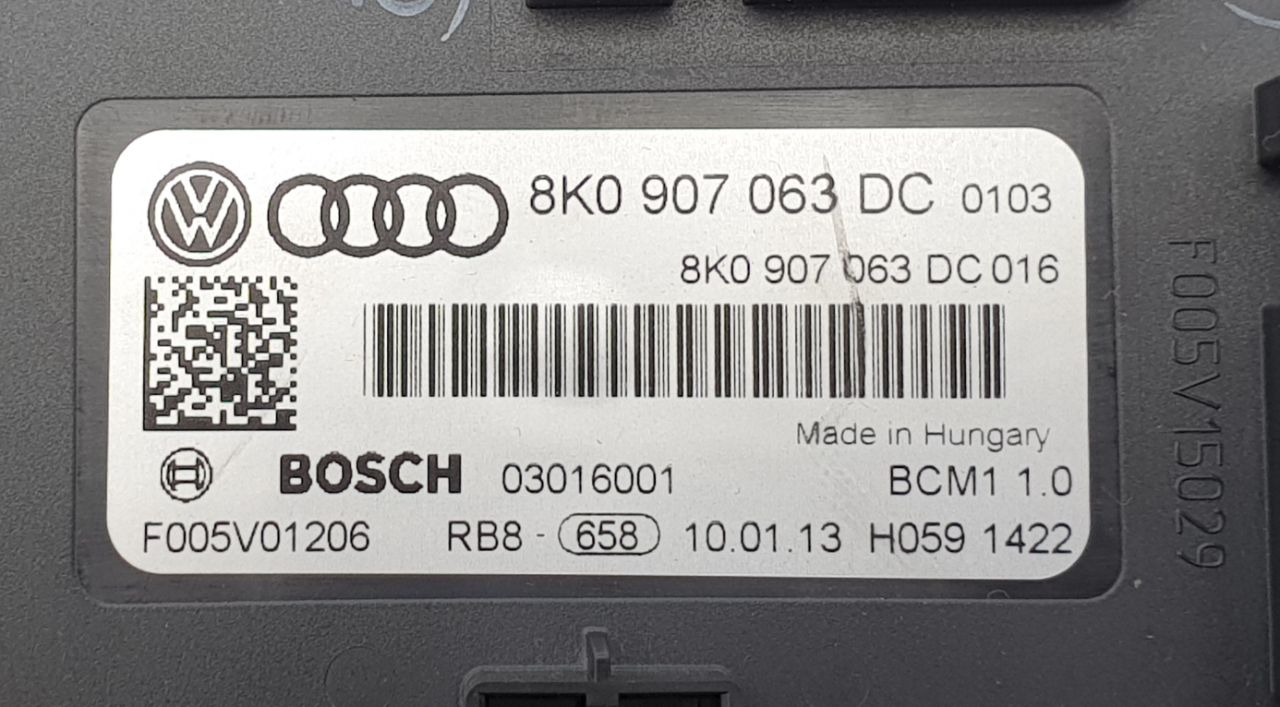 8K0 907 063 DC 0103
8K0 907 063 DC 016
Made in Hungary
BOSCH 03016001 BCM1 1.0
F005V01206 RB8 - 658 10.01.13 H059 1422
F005V15029